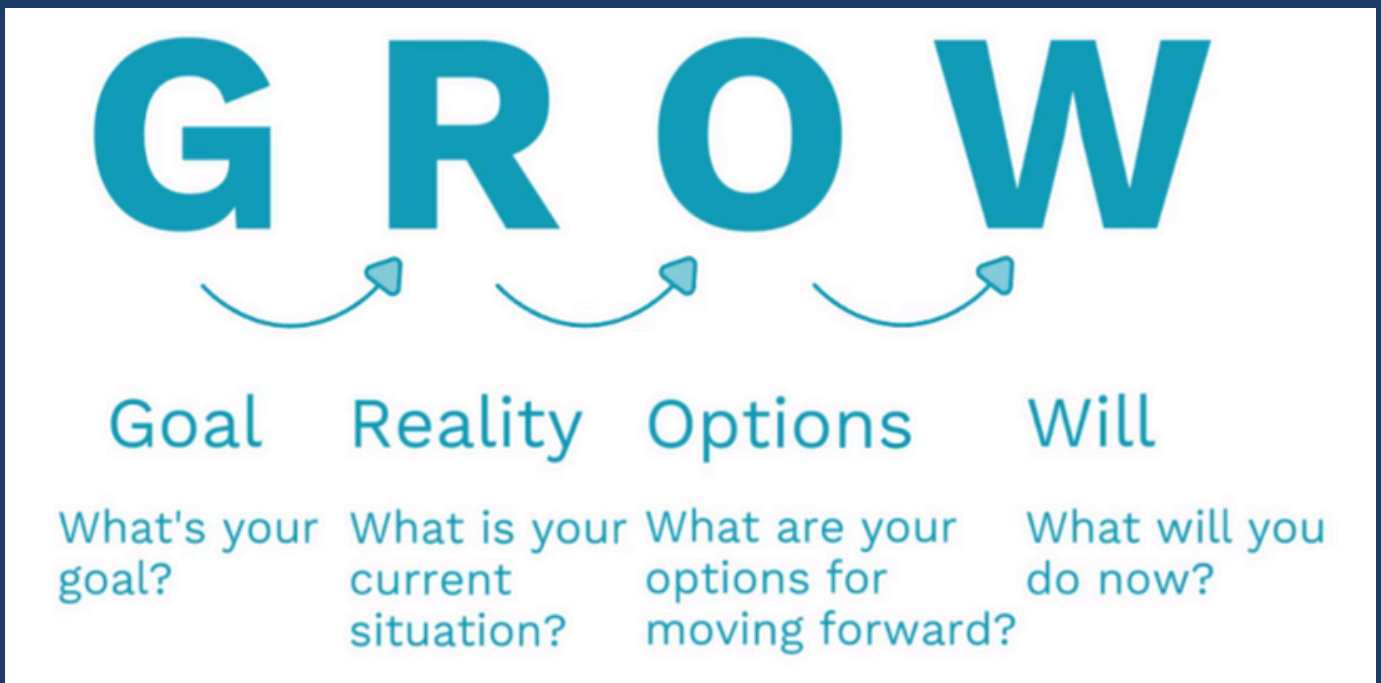 G R O W
Goal
Reality
Options
Will
What's your
goal?
What is your
current
situation?
What are your
options for
moving forward?
What will you
do now?